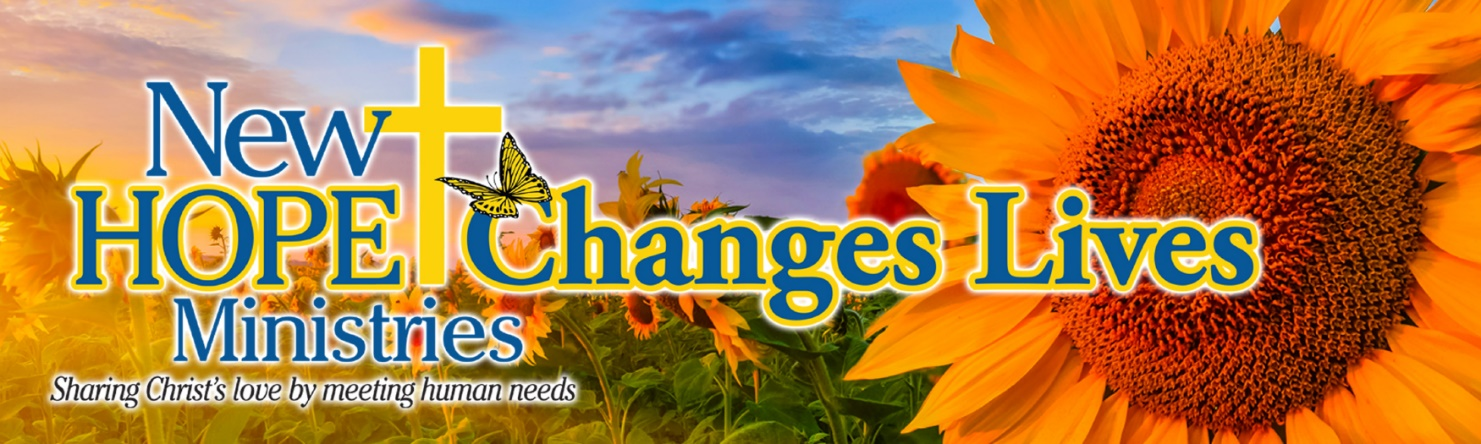 New
HOPE Changes Lives
Ministries
Sharing Christ's love by meeting human needs